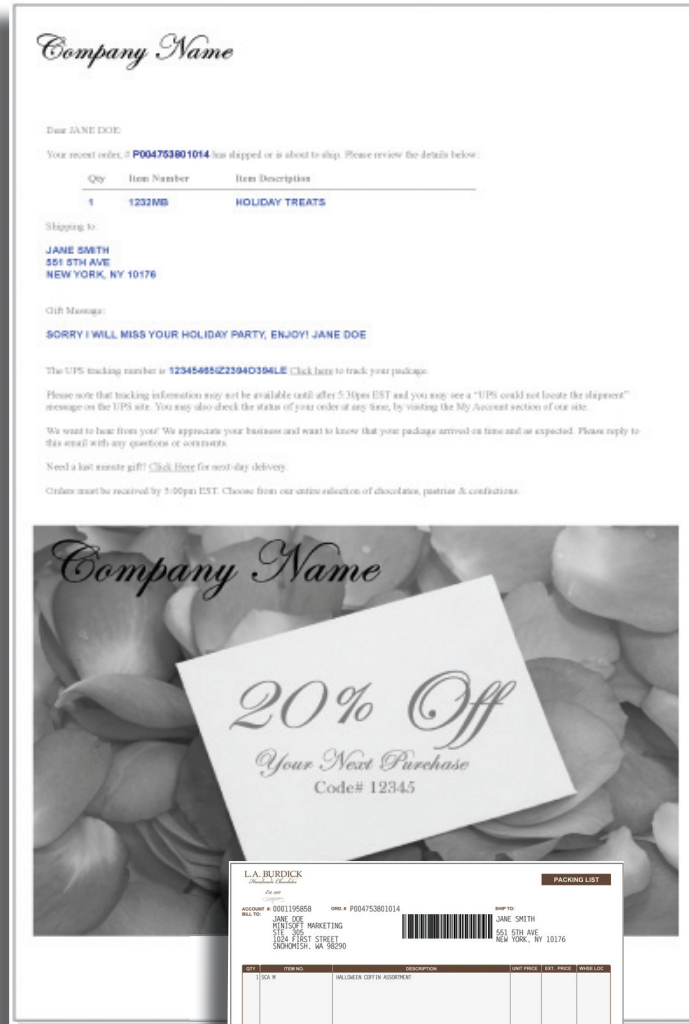 Company Name
Dear JANE DOE:
Your recent order, # P004753801014 has shipped or is about to ship. Please review the details below:
Qty Item Number Item Description
1 1232MB HOLIDAY TREATS
Shipping to:
JANE SMITH
551 5TH AVE
NEW YORK, NY 10176
Gift Message:
SORRY I WILL MISS YOUR HOLIDAY PARTY, ENJOY! JANE DOE
The UPS tracking number is 12345465IZ2394O394LE Click here to track your package.
Please note that tracking information may not be available until after 5:30pm EST and you may see a "UPS could not locate the shipment"
message on the UPS site. You may also check the status of your order at any time, by visiting the My Account section of our site.
We want to hear from you! We appreciate your business and want to know that your package arrived on time and as expected. Please reply to
this email with any questions or comments.
Need a last minute gift? Click Here for next-day delivery.
Orders must be received by 5:00pm EST. Choose from our entire selection of chocolates, pastries & confections.
Company Name
20% Off
Your Next Purchase
Code# 12345
L.A. BURDICK
Handmade Chocolates
PACKING LIST
ACCOUNT #: 0001195858 ORD. # P004753801014
BILL TO:
JANE DOE
MINISOFT MARKETING
STE 305
1024 FIRST STREET
SNOHOMISH, WA 98290
SHIP TO:
JANE SMITH
551 5TH AVE
NEW YORK, NY 10176
QTY ITEM NO. DESCRIPTION UNIT PRICE EXT. PRICE WHSE LOC
1 SCA M HALLOWEEN COFFIN ASSORTMENT